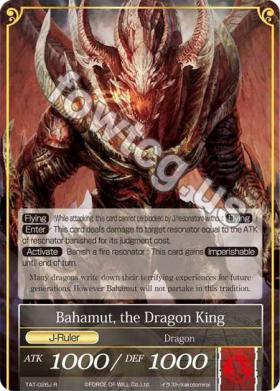 fowtcg.us
Flying (While attacking, this card cannot be blocked by J/resonators without Flying.)
Enter : This card deals damage to target resonator equal to the ATK
of resonator banished for its judgment cost.
Activate Banish a fire resonator : This card gains Imperishable
until end of turn.
Many dragons write down their terrifying experiences for future
generations. However Bahamut will not partake in this tradition.
Bahamut, the Dragon King
J-Ruler
Dragon
ATK 1000 / DEF 1000
TAT-026J R
©FORCE OF WILL Co.,Ltd.